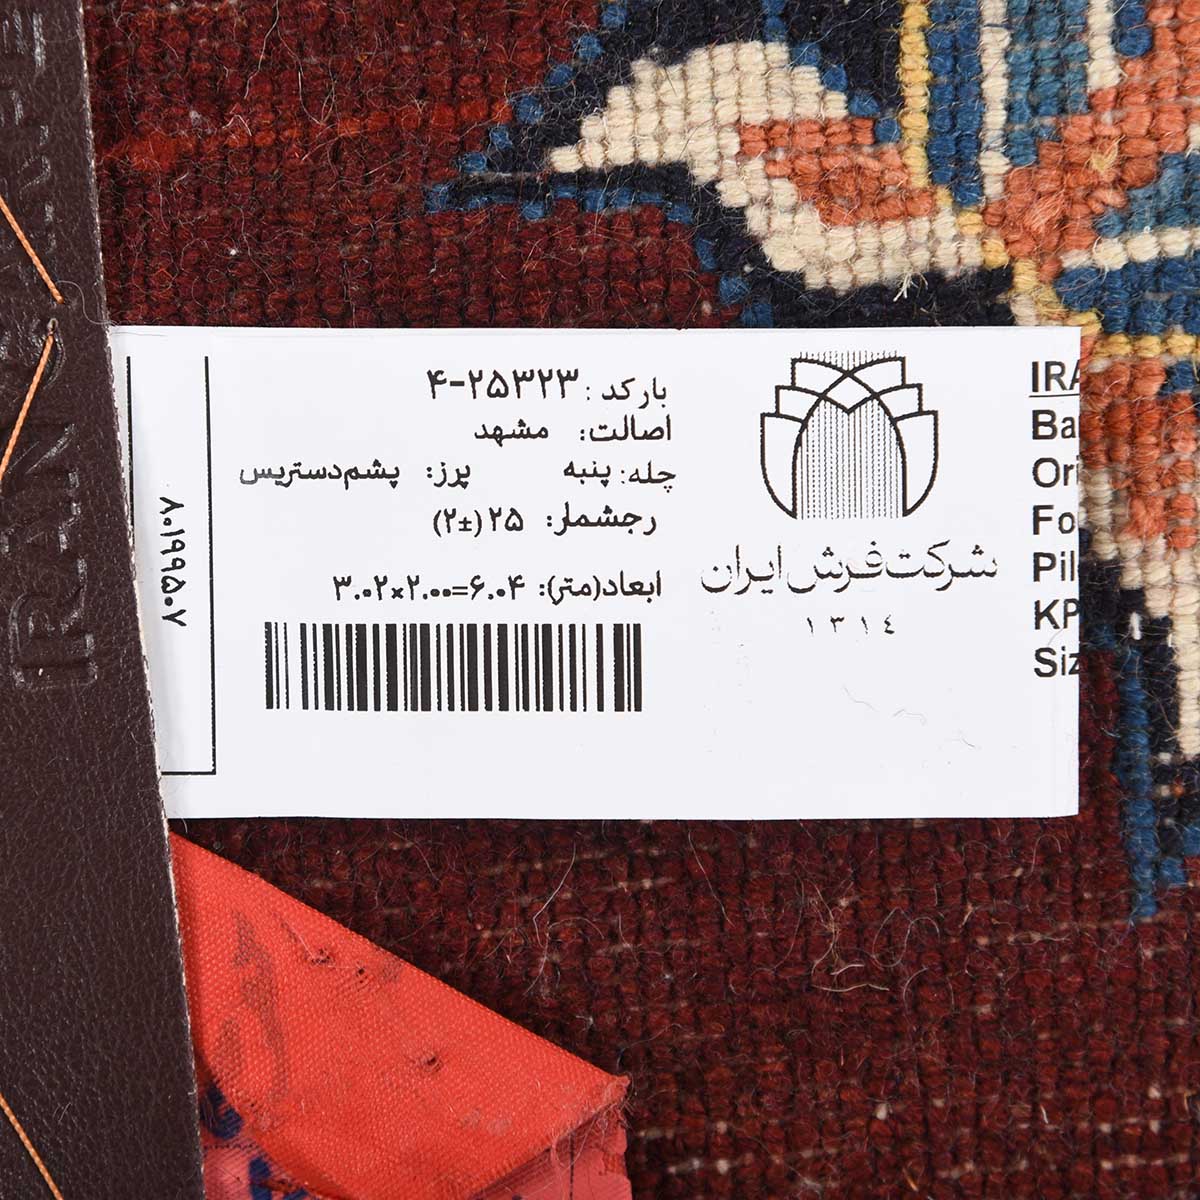 بارکد : ۴-۲۵۳۲۳
اصالت: مشهد
چله: پنبه پرز: پشم‌دستریس
رجشمار: ۲۵ (±۲)
ابعاد(متر): ۳.۰۲×۲.۰۰=۶.۰۴
شرکت فرش ایران
۱۳۱٤
IRA
Ba
Ori
Fo
Pil
KP
Siz
۸۰۱۹۹۵۰۷
IRAN